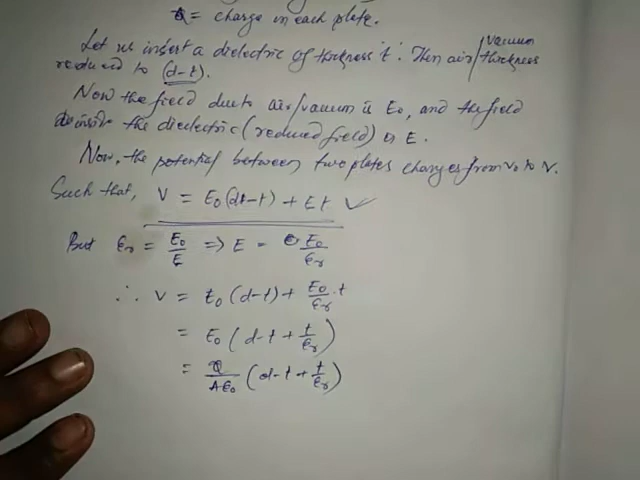 Q = charge in each plate.
Let us insert a dielectric of thickness 't'. Then air/vacuum thickness
reduced to (d-t).
Now the field due to air/vacuum is E₀, and the field
inside the dielectric (reduced field) is E.
Now, the potential between two plates changes from V₀ to V.
Such that, V = E₀(d-t) + Et ✓
But εr = E₀/E => E = E₀/εr
∴ V = E₀(d-t) + E₀/εr . t
= E₀ (d-t + t/εr)
= Q/Aε₀ (d-t + t/εr)